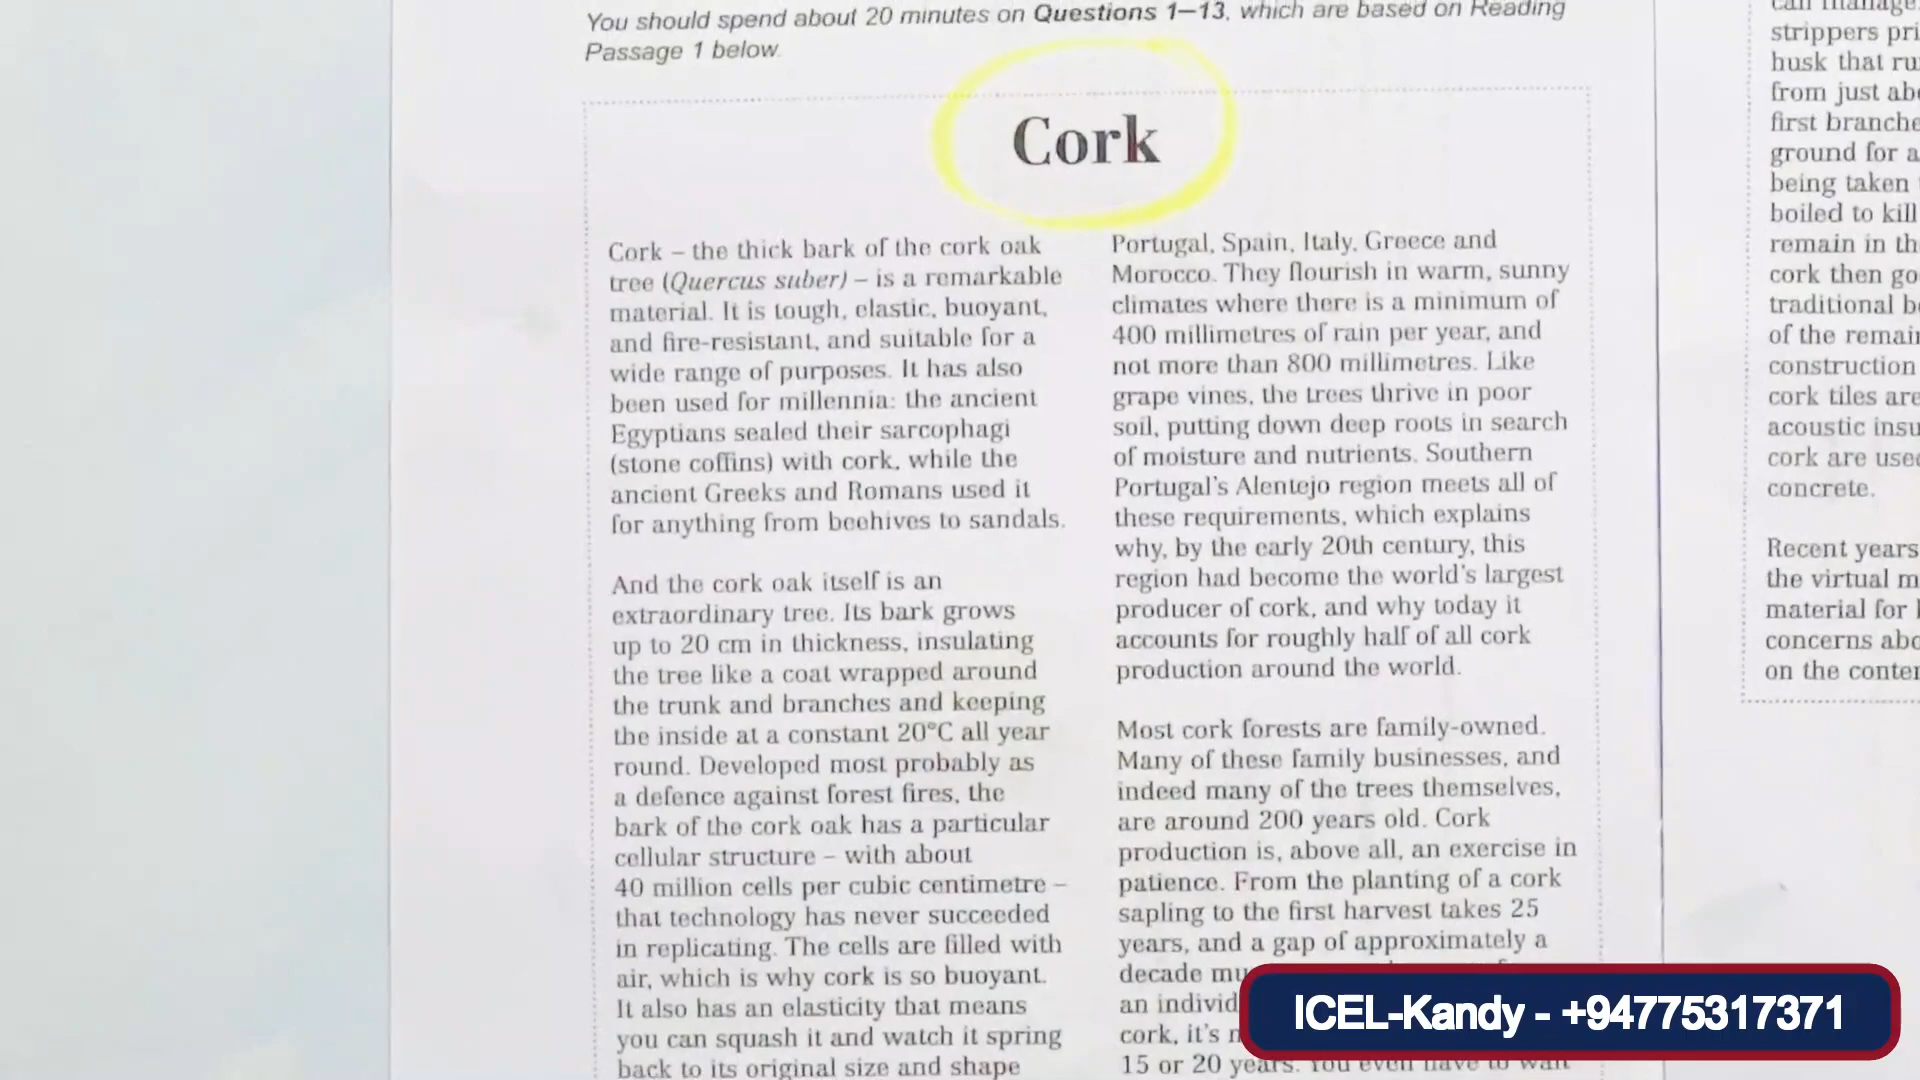 You should spend about 20 minutes on Questions 1–13, which are based on Reading
Passage 1 below.
Cork
Cork – the thick bark of the cork oak
tree (Quercus suber) – is a remarkable
material. It is tough, elastic, buoyant,
and fire-resistant, and suitable for a
wide range of purposes. It has also
been used for millennia: the ancient
Egyptians sealed their sarcophagi
(stone coffins) with cork, while the
ancient Greeks and Romans used it
for anything from beehives to sandals.
And the cork oak itself is an
extraordinary tree. Its bark grows
up to 20 cm in thickness, insulating
the tree like a coat wrapped around
the trunk and branches and keeping
the inside at a constant 20°C all year
round. Developed most probably as
a defence against forest fires, the
bark of the cork oak has a particular
cellular structure – with about
40 million cells per cubic centimetre –
that technology has never succeeded
in replicating. The cells are filled with
air, which is why cork is so buoyant.
It also has an elasticity that means
you can squash it and watch it spring
back to its original size and shape
Portugal, Spain, Italy, Greece and
Morocco. They flourish in warm, sunny
climates where there is a minimum of
400 millimetres of rain per year, and
not more than 800 millimetres. Like
grape vines, the trees thrive in poor
soil, putting down deep roots in search
of moisture and nutrients. Southern
Portugal's Alentejo region meets all of
these requirements, which explains
why, by the early 20th century, this
region had become the world's largest
producer of cork, and why today it
accounts for roughly half of all cork
production around the world.
Most cork forests are family-owned.
Many of these family businesses, and
indeed many of the trees themselves,
are around 200 years old. Cork
production is, above all, an exercise in
patience. From the planting of a cork
sapling to the first harvest takes 25
years, and a gap of approximately a
decade
an
cork, it's
15 or 20 years. You even have to wait
strippers
husk that
from just
first
ground for
being taken
boiled to kill
remain in
cork then
traditional
of the
construction
cork tiles are
acoustic
cork are
concrete.
Recent years
the virtual
material for
concerns
on the
ICEL-Kandy - +94775317371